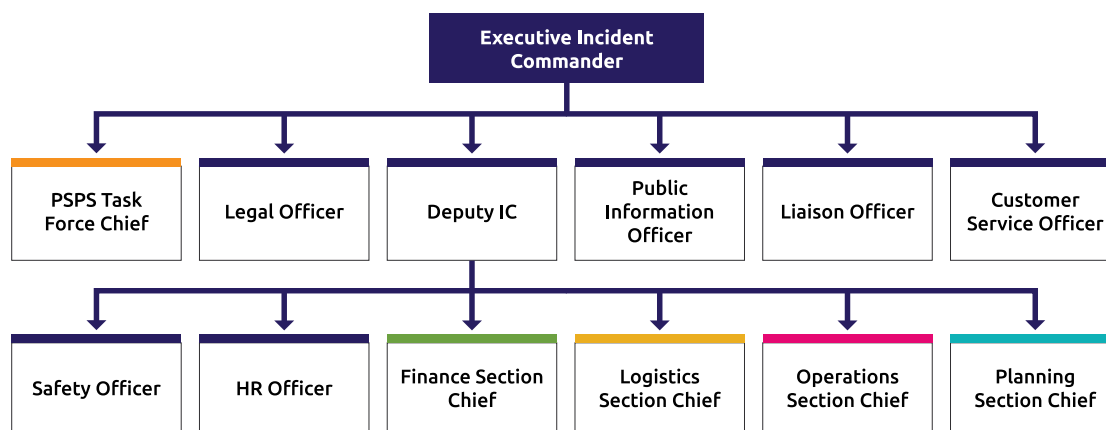 Executive Incident
Commander
PSPS Task
Force Chief
Legal Officer
Deputy IC
Public
Information
Officer
Liaison Officer
Customer
Service Officer
Safety Officer
HR Officer
Finance Section
Chief
Logistics
Section Chief
Operations
Section Chief
Planning
Section Chief